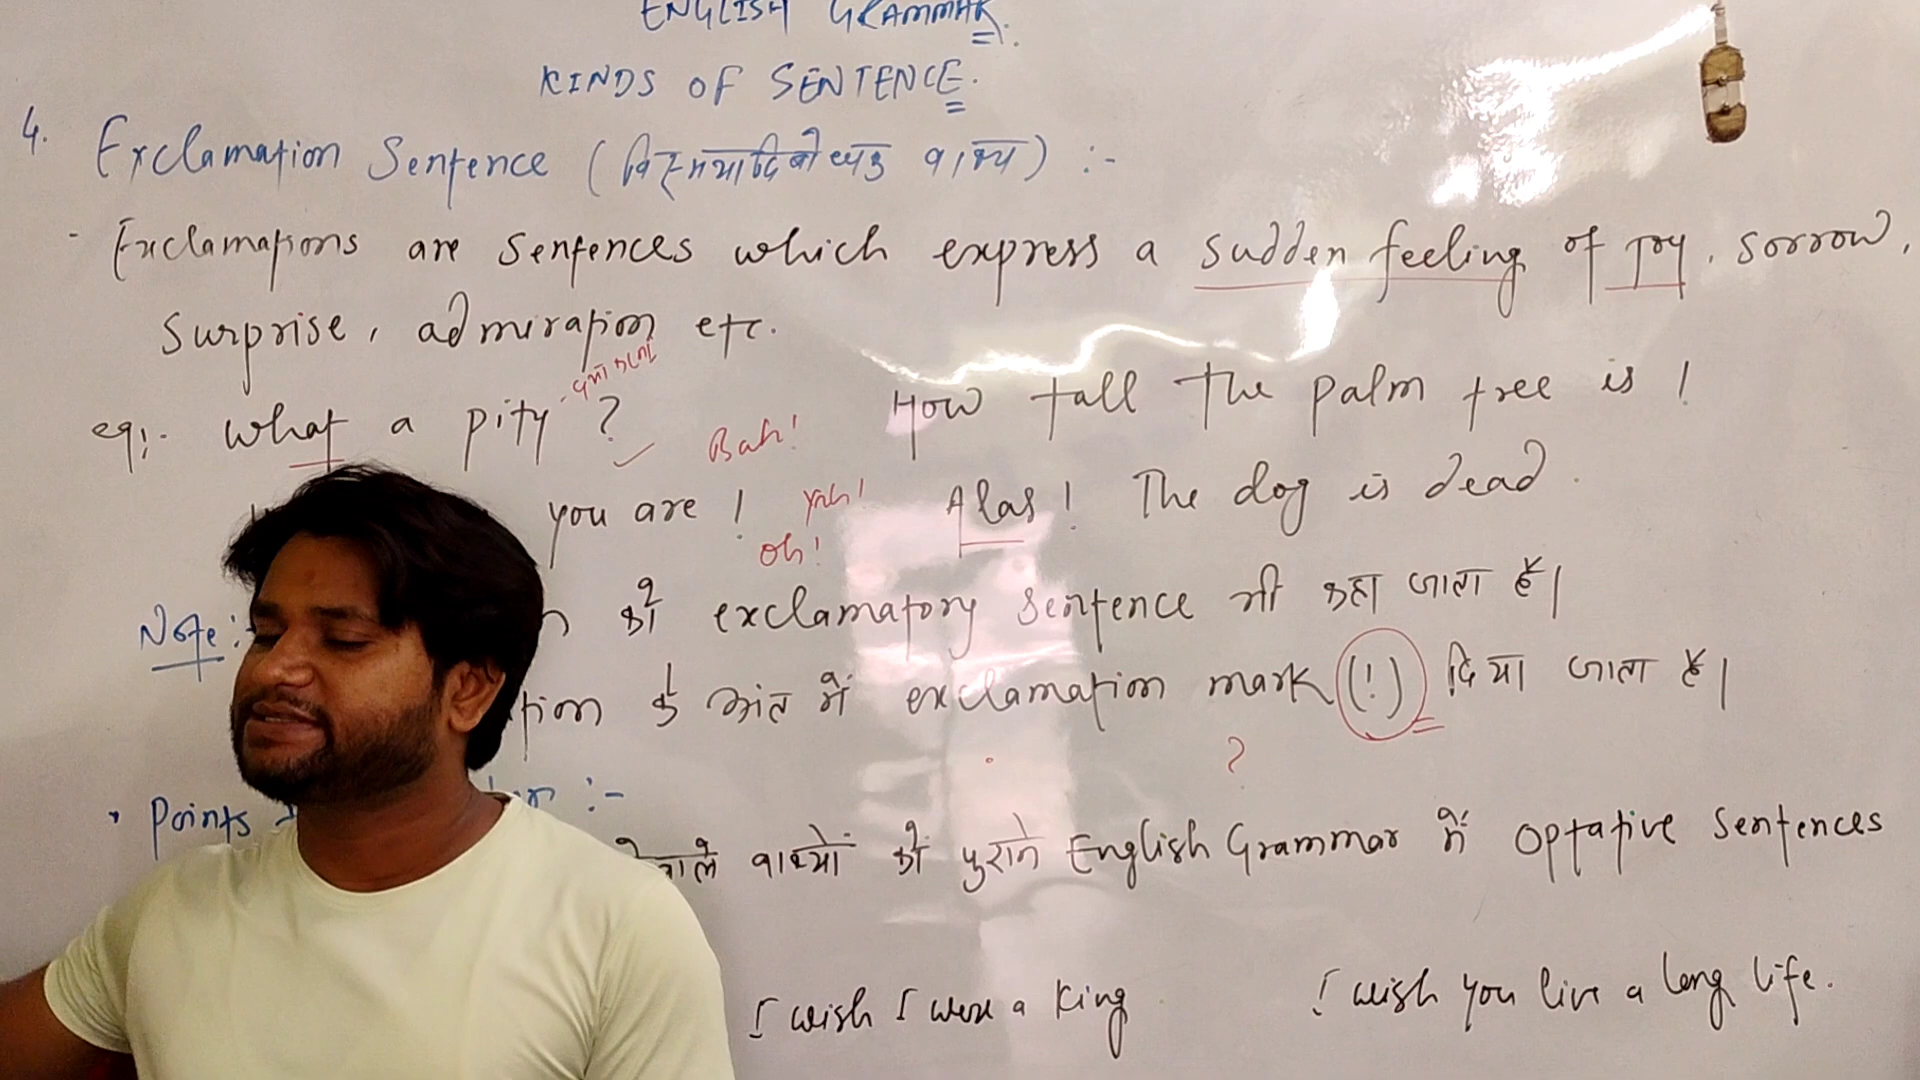 ENGLISH GRAMMAR
KINDS OF SENTENCE.
4. Exclamation Sentence (विस्मयादिबोधक वाक्य) :-
- Exclamations are sentences which express a sudden feeling of joy, sorrow,
surprise, admiration etc.
eg:- What a pity ? How tall the palm tree is !
Bah!
you are ! Yah! Alas! The dog is dead.
Oh!
Note:- को exclamatory sentence भी कहा जाता है।
tion के अंत में exclamation mark (!) दिया जाता है।
?
• Points :-
वाले वाक्यों को पुराने English Grammar में Optative Sentences
I wish I were a King I wish you live a long life.